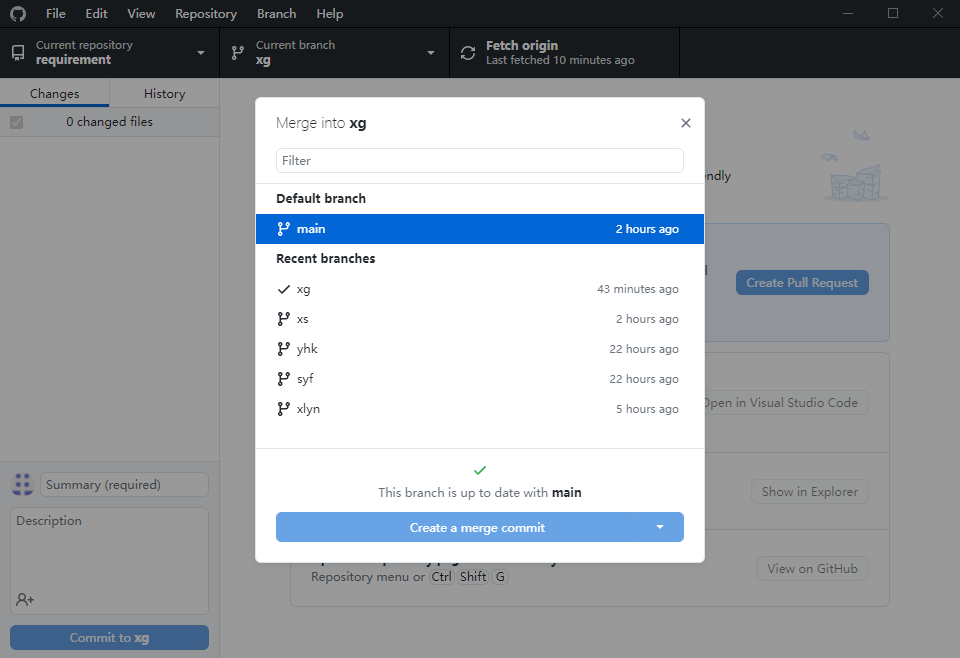 File Edit View Repository Branch Help
Current repository
requirement
Current branch
xg
Fetch origin
Last fetched 10 minutes ago
Changes
History
0 changed files
Merge into xg
Filter
Default branch
main 2 hours ago
Recent branches
xg 43 minutes ago
xs 2 hours ago
yhk 22 hours ago
syf 22 hours ago
xlyn 5 hours ago
This branch is up to date with main
Create a merge commit
Create Pull Request
Open in Visual Studio Code
Show in Explorer
View on GitHub
Repository menu or Ctrl Shift G
Summary (required)
Description
Commit to xg